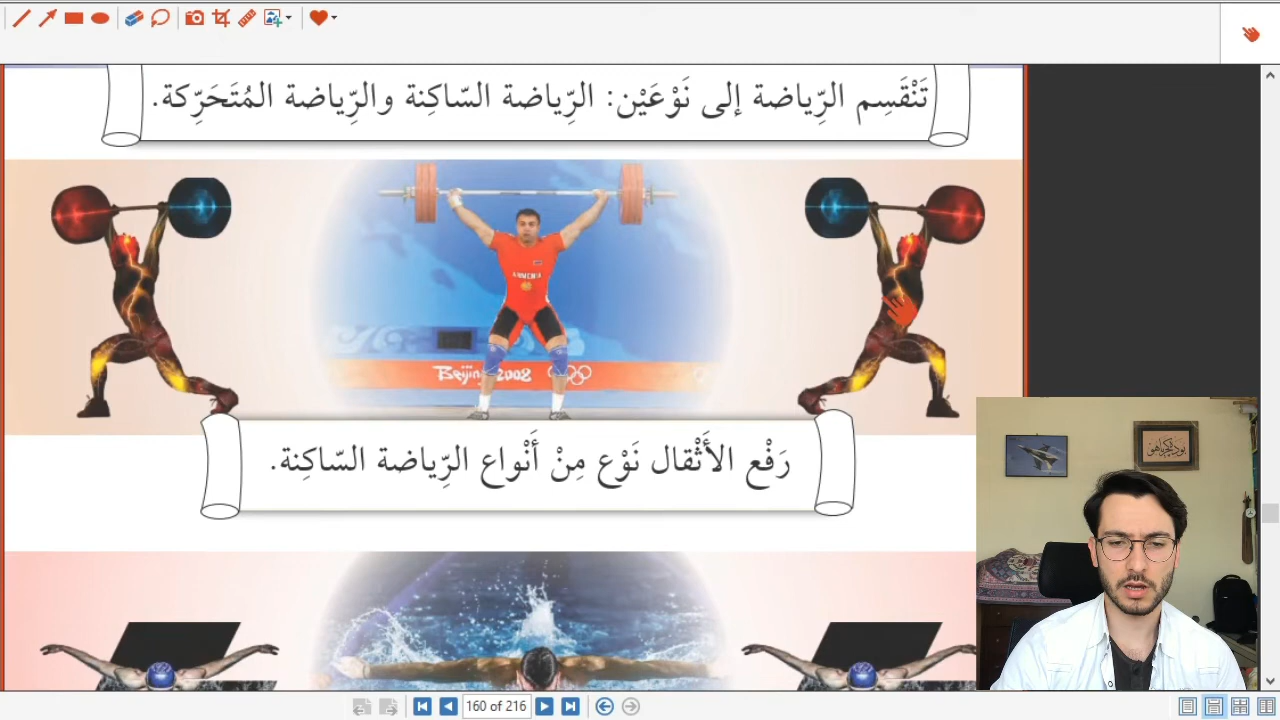 تَنْقَسِم الرِّياضة إلى نَوْعَيْن: الرِّياضة السّاكِنة والرِّياضة المُتَحَرِّكة.
ARMENIA
Beijing 2008
رَفْع الأَثْقال نَوْع مِنْ أَنْواع الرِّياضة السّاكِنة.
160 of 216